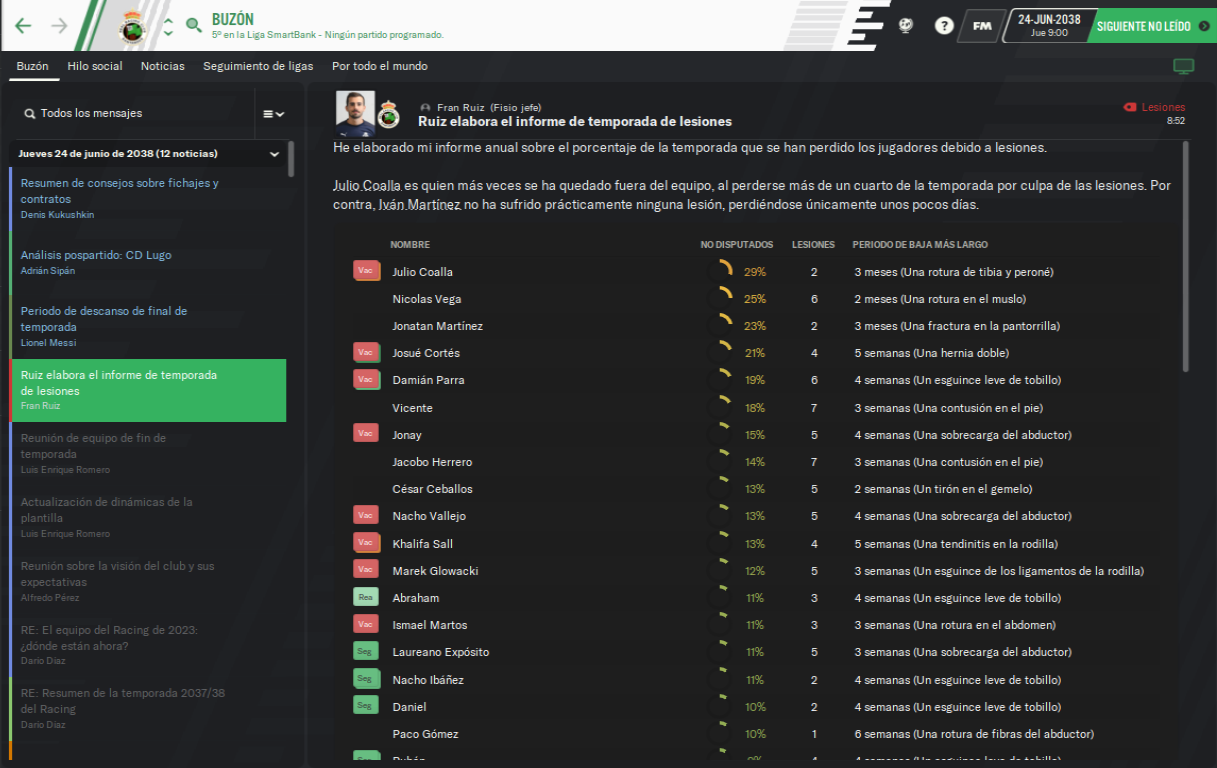 BUZÓN
5º en la Liga SmartBank - Ningún partido programado.
?
FM
24-JUN-2038
Jue 9:00
SIGUIENTE NO LEÍDO
Buzón Hilo social Noticias Seguimiento de ligas Por todo el mundo
Todos los mensajes
Jueves 24 de junio de 2038 (12 noticias)
Resumen de consejos sobre fichajes y
contratos
Denis Kukushkin
Análisis pospartido: CD Lugo
Adrián Sipán
Periodo de descanso de final de
temporada
Lionel Messi
Ruiz elabora el informe de temporada
de lesiones
Fran Ruiz
Reunión de equipo de fin de
temporada
Luis Enrique Romero
Actualización de dinámicas de la
plantilla
Luis Enrique Romero
Reunión sobre la visión del club y sus
expectativas
Alfredo Pérez
RE: El equipo del Racing de 2023:
¿dónde están ahora?
Darío Díaz
RE: Resumen de la temporada 2037/38
del Racing
Darío Díaz
Fran Ruiz (Fisio jefe)
Ruiz elabora el informe de temporada de lesiones
Lesiones
8:52
He elaborado mi informe anual sobre el porcentaje de la temporada que se han perdido los jugadores debido a lesiones.
Julio Coalla es quien más veces se ha quedado fuera del equipo, al perderse más de un cuarto de la temporada por culpa de las lesiones. Por
contra, Iván Martínez no ha sufrido prácticamente ninguna lesión, perdiéndose únicamente unos pocos días.
NOMBRE NO DISPUTADOS LESIONES PERIODO DE BAJA MÁS LARGO
Vac Julio Coalla 29% 2 3 meses (Una rotura de tibia y peroné)
Nicolas Vega 25% 6 2 meses (Una rotura en el muslo)
Jonatan Martínez 23% 2 3 meses (Una fractura en la pantorrilla)
Vac Josué Cortés 21% 4 5 semanas (Una hernia doble)
Vac Damián Parra 19% 6 4 semanas (Un esguince leve de tobillo)
Vicente 18% 7 3 semanas (Una contusión en el pie)
Vac Jonay 15% 5 4 semanas (Una sobrecarga del abductor)
Jacobo Herrero 14% 7 3 semanas (Una contusión en el pie)
César Ceballos 13% 5 2 semanas (Un tirón en el gemelo)
Vac Nacho Vallejo 13% 5 4 semanas (Una sobrecarga del abductor)
Vac Khalifa Sall 13% 4 5 semanas (Una tendinitis en la rodilla)
Vac Marek Glowacki 12% 5 3 semanas (Un esguince de los ligamentos de la rodilla)
Rea Abraham 11% 3 4 semanas (Un esguince leve de tobillo)
Vac Ismael Martos 11% 3 3 semanas (Una rotura en el abdomen)
Seg Laureano Expósito 11% 5 3 semanas (Una sobrecarga del abductor)
Seg Nacho Ibáñez 11% 2 4 semanas (Un esguince leve de tobillo)
Seg Daniel 10% 2 4 semanas (Un esguince leve de tobillo)
Paco Gómez 10% 1 6 semanas (Una rotura de fibras del abductor)
Seg Rubén 9% 4 4 semanas (Un esguince leve de tobillo)